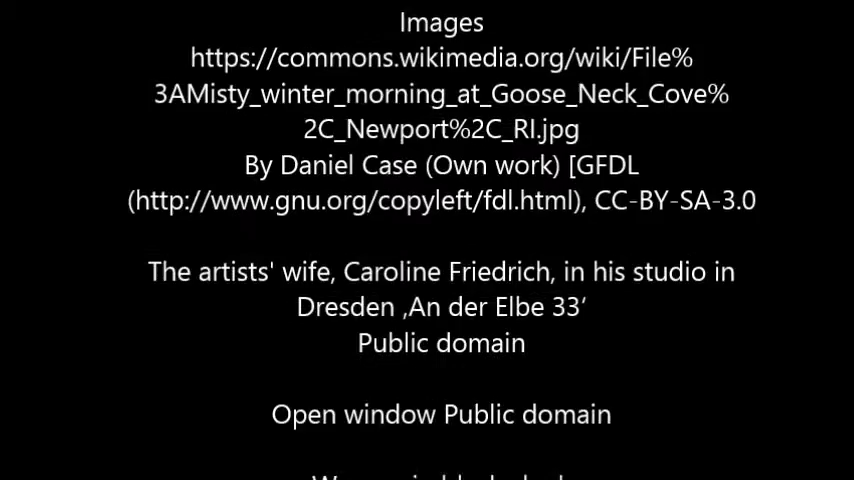 Images
https://commons.wikimedia.org/wiki/File%
3AMisty_winter_morning_at_Goose_Neck_Cove%
2C_Newport%2C_RI.jpg
By Daniel Case (Own work) [GFDL
(http://www.gnu.org/copyleft/fdl.html), CC-BY-SA-3.0
The artists' wife, Caroline Friedrich, in his studio in
Dresden ‚An der Elbe 33‘
Public domain
Open window Public domain